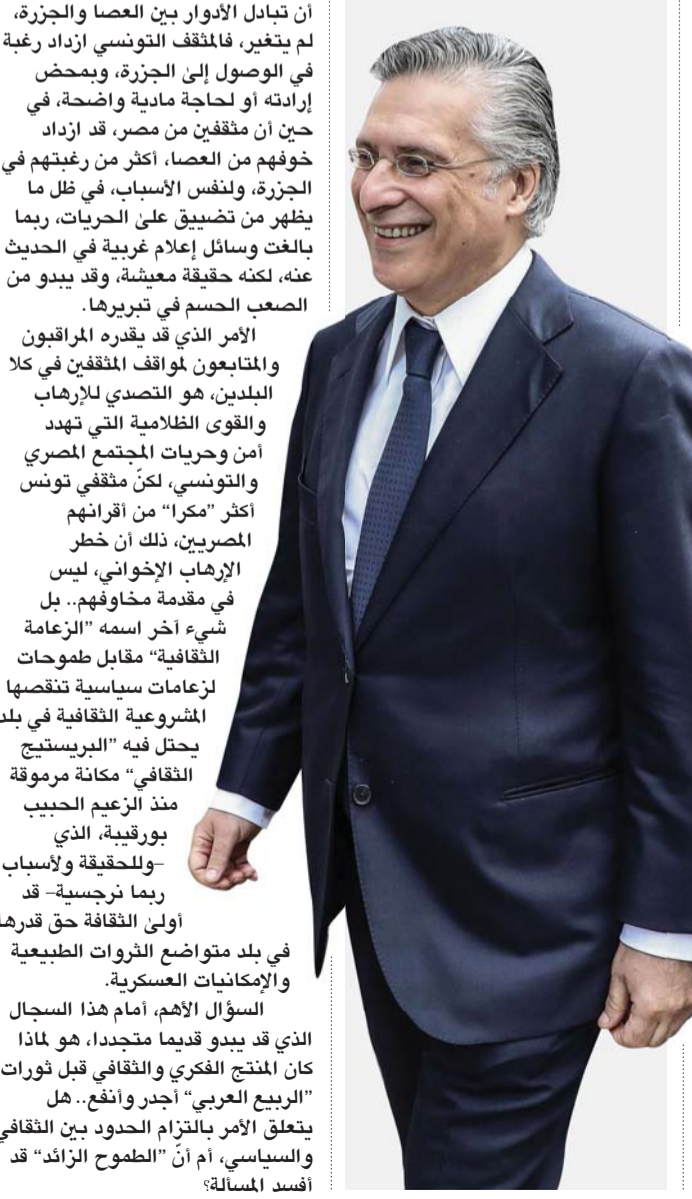 أن تبادل الأدوار بين العصا والجزرة،
لم يتغير، فالمثقف التونسي ازداد رغبة
في الوصول إلى الجزرة، وبمحض
إرادته أو لحاجة مادية واضحة، في
حين أن مثقفين من مصر، قد ازداد
خوفهم من العصا، أكثر من رغبتهم في
الجزرة، ولنفس الأسباب، في ظل ما
يظهر من تضييق على الحريات، ربما
بالغت وسائل إعلام غربية في الحديث
عنه، لكنه حقيقة معيشة، وقد يبدو من
الصعب الحسم في تبريرها.
الأمر الذي قد يقدره المراقبون
والمتابعون لمواقف المثقفين في كلا
البلدين، هو التصدي للإرهاب
والقوى الظلامية التي تهدد
أمن وحريات المجتمع المصري
والتونسي، لكنّ مثقفي تونس
أكثر ”مكرا“ من أقرانهم
المصريين، ذلك أن خطر
الإرهاب الإخواني، ليس
في مقدمة مخاوفهم.. بل
شيء آخر اسمه ”الزعامة
الثقافية“ مقابل طموحات
لزعامات سياسية تنقصها
المشروعية الثقافية في بلد
يحتل فيه ”البريستيج
الثقافي“ مكانة مرموقة
منذ الزعيم الحبيب
بورقيبة، الذي
–وللحقيقة ولأسباب
ربما نرجسية– قد
أولى الثقافة حق قدرها
في بلد متواضع الثروات الطبيعية
والإمكانيات العسكرية.
السؤال الأهم، أمام هذا السجال
الذي قد يبدو قديما متجددا، هو لماذا
كان المنتج الفكري والثقافي قبل ثورات
”الربيع العربي“ أجدر وأنفع.. هل
يتعلق الأمر بالتزام الحدود بين الثقافي
والسياسي، أم أنّ ”الطموح الزائد“ قد
أفسد المسألة؟